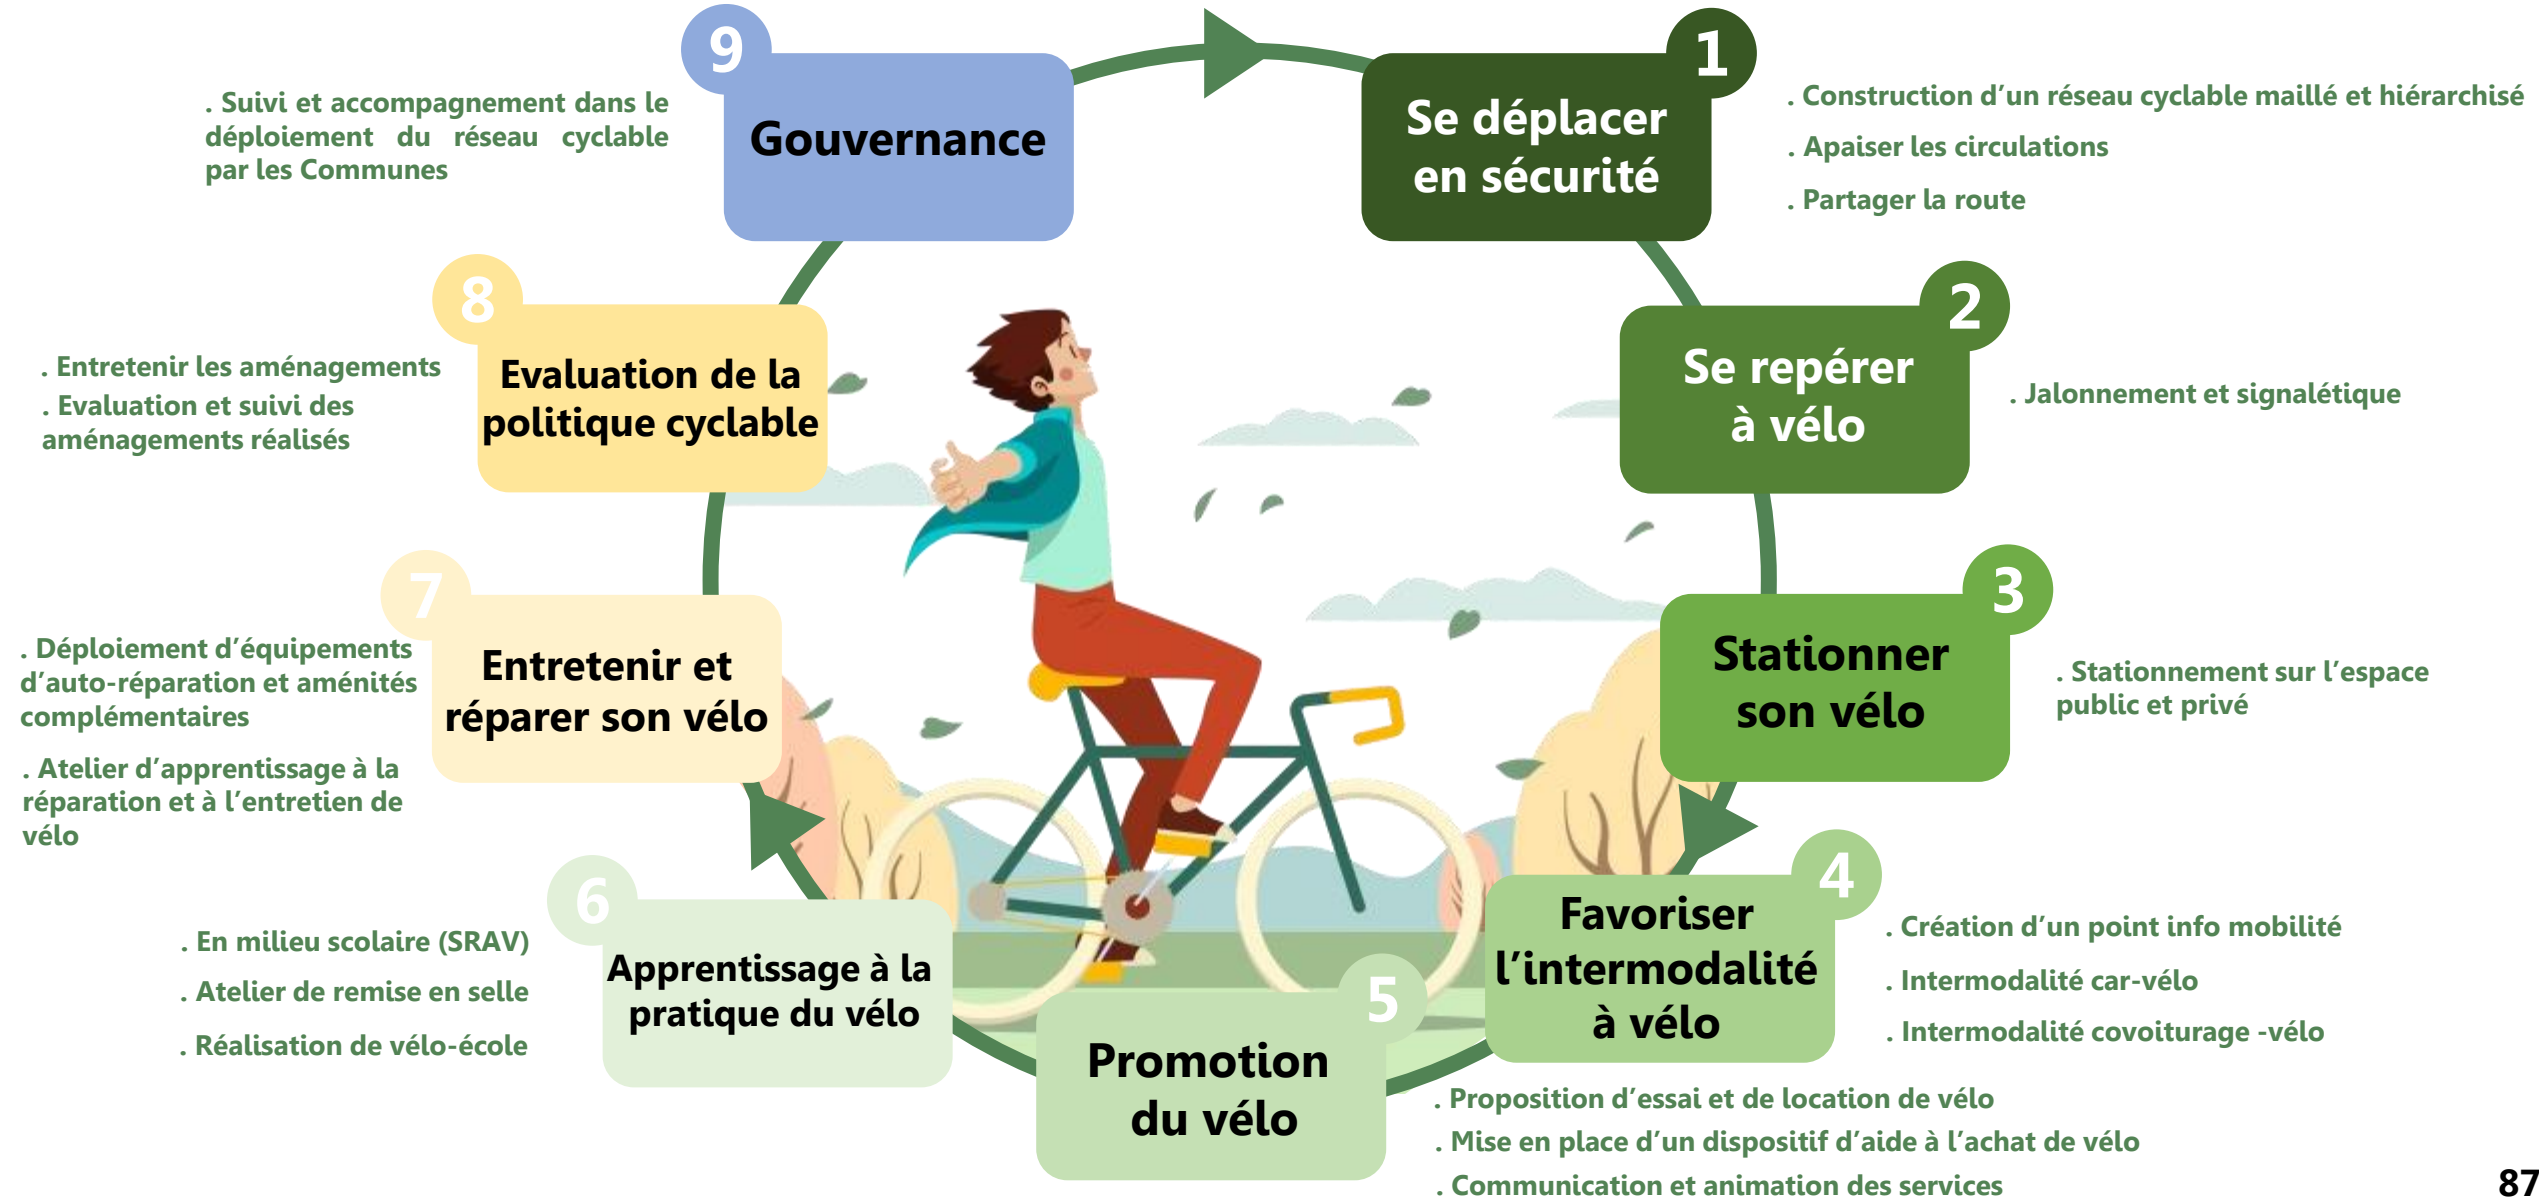 1
Se déplacer
en sécurité
. Construction d’un réseau cyclable maillé et hiérarchisé
. Apaiser les circulations
. Partager la route
2
Se repérer
à vélo
. Jalonnement et signalétique
3
Stationner
son vélo
. Stationnement sur l’espace
public et privé
4
Favoriser
l’intermodalité
à vélo
. Création d’un point info mobilité
. Intermodalité car-vélo
. Intermodalité covoiturage -vélo
5
Promotion
du vélo
. Proposition d’essai et de location de vélo
. Mise en place d’un dispositif d’aide à l’achat de vélo
. Communication et animation des services
6
Apprentissage à la
pratique du vélo
. En milieu scolaire (SRAV)
. Atelier de remise en selle
. Réalisation de vélo-école
7
Entretenir et
réparer son vélo
. Déploiement d’équipements
d’auto-réparation et aménités
complémentaires
. Atelier d’apprentissage à la
réparation et à l’entretien de
vélo
8
Evaluation de la
politique cyclable
. Entretenir les aménagements
. Evaluation et suivi des
aménagements réalisés
9
Gouvernance
. Suivi et accompagnement dans le
déploiement du réseau cyclable
par les Communes
87